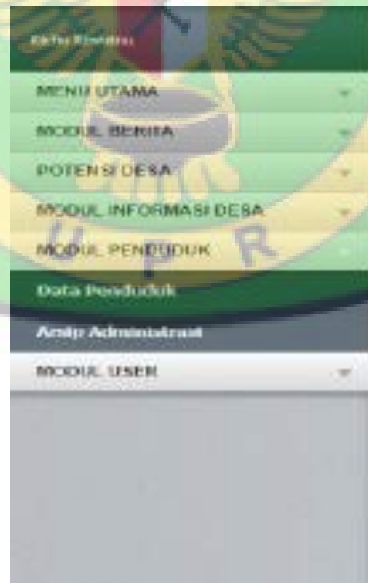 MENU UTAMA
MODUL BERITA
POTENSI DESA
MODUL INFORMASI DESA
MODUL PENDUDUK
U P R
Data Penduduk
Arsip Administrasi
MODUL USER